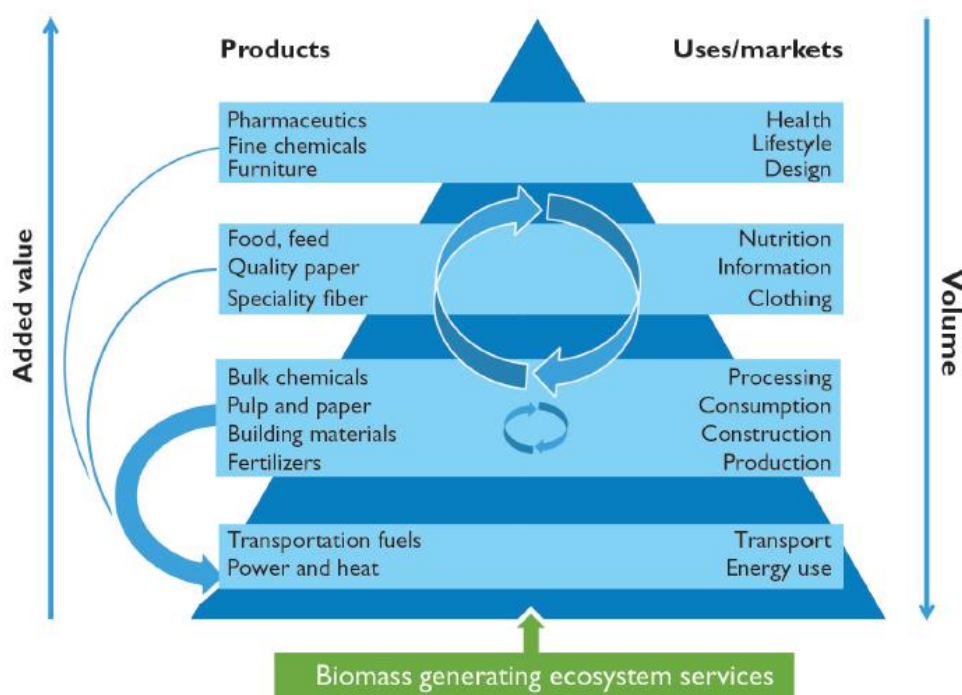 Products
Uses/markets
Added value
Volume
Pharmaceutics
Health
Fine chemicals
Lifestyle
Furniture
Design
Food, feed
Nutrition
Quality paper
Information
Speciality fiber
Clothing
Bulk chemicals
Processing
Pulp and paper
Consumption
Building materials
Construction
Fertilizers
Production
Transportation fuels
Transport
Power and heat
Energy use
Biomass generating ecosystem services